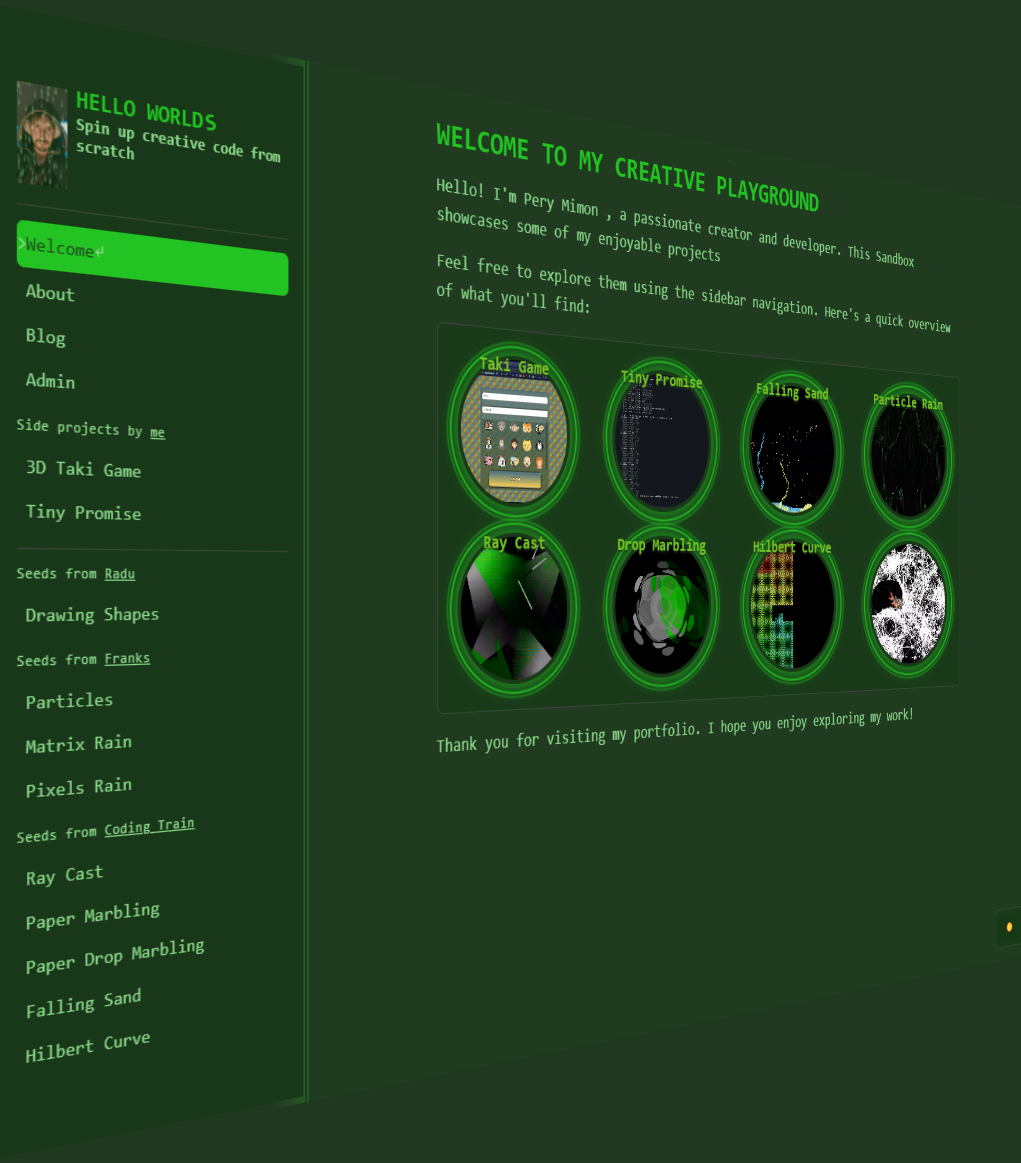 HELLO WORLDS
Spin up creative code from
scratch
>Welcome↲
About
Blog
Admin
Side projects by me
3D Taki Game
Tiny Promise
Seeds from Radu
Drawing Shapes
Seeds from Franks
Particles
Matrix Rain
Pixels Rain
Seeds from Coding Train
Ray Cast
Paper Marbling
Paper Drop Marbling
Falling Sand
Hilbert Curve
WELCOME TO MY CREATIVE PLAYGROUND
Hello! I'm Pery Mimon , a passionate creator and developer. This Sandbox
showcases some of my enjoyable projects
Feel free to explore them using the sidebar navigation. Here's a quick overview
of what you'll find:
Taki Game
Tiny Promise
Falling Sand
Particle Rain
Ray Cast
Drop Marbling
Hilbert Curve
Thank you for visiting my portfolio. I hope you enjoy exploring my work!